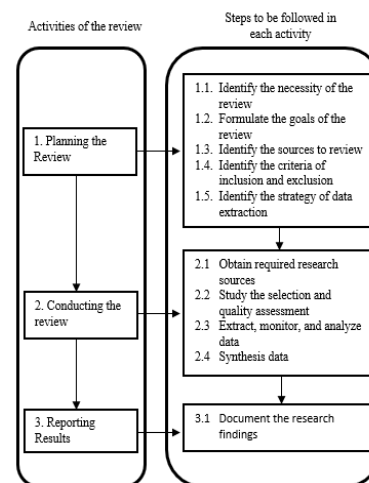 Activities of the review
Steps to be followed in
each activity
1. Planning the
Review
1.1. Identify the necessity of the
review
1.2. Formulate the goals of the
review
1.3. Identify the sources to review
1.4. Identify the criteria of
inclusion and exclusion
1.5. Identify the strategy of data
extraction
2. Conducting the
review
2.1 Obtain required research
sources
2.2 Study the selection and
quality assessment
2.3 Extract, monitor, and analyze
data
2.4 Synthesis data
3. Reporting
Results
3.1 Document the research
findings